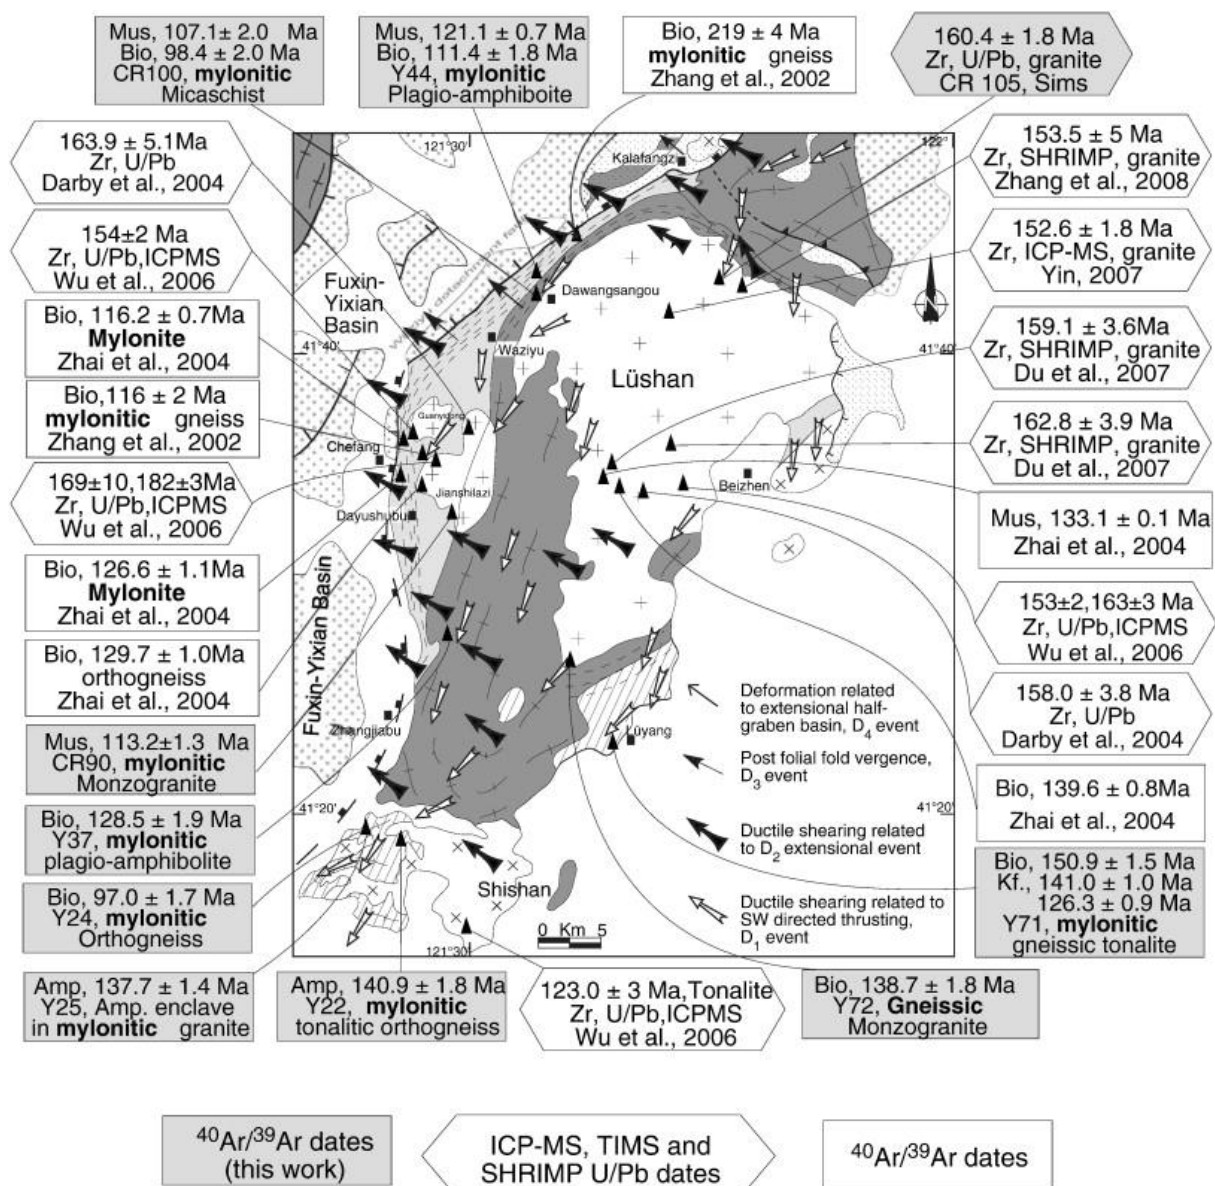 Mus, 107.1± 2.0 Ma
Bio, 98.4 ± 2.0 Ma
CR100, mylonitic
Micaschist
Mus, 121.1 ± 0.7 Ma
Bio, 111.4 ± 1.8 Ma
Y44, mylonitic
Plagio-amphiboite
Bio, 219 ± 4 Ma
mylonitic gneiss
Zhang et al., 2002
160.4 ± 1.8 Ma
Zr, U/Pb, granite
CR 105, Sims
163.9 ± 5.1Ma
Zr, U/Pb
Darby et al., 2004
154±2 Ma
Zr, U/Pb,ICPMS
Wu et al., 2006
Bio, 116.2 ± 0.7Ma
Mylonite
Zhai et al., 2004
Bio,116 ± 2 Ma
mylonitic gneiss
Zhang et al., 2002
169±10,182±3Ma
Zr, U/Pb,ICPMS
Wu et al., 2006
Bio, 126.6 ± 1.1Ma
Mylonite
Zhai et al., 2004
Bio, 129.7 ± 1.0Ma
orthogneiss
Zhai et al., 2004
Mus, 113.2±1.3 Ma
CR90, mylonitic
Monzogranite
Bio, 128.5 ± 1.9 Ma
Y37, mylonitic
plagio-amphibolite
Bio, 97.0 ± 1.7 Ma
Y24, mylonitic
Orthogneiss
Amp, 137.7 ± 1.4 Ma
Y25, Amp. enclave
in mylonitic granite
Amp, 140.9 ± 1.8 Ma
Y22, mylonitic
tonalitic orthogneiss
123.0 ± 3 Ma,Tonalite
Zr, U/Pb,ICPMS
Wu et al., 2006
Bio, 138.7 ± 1.8 Ma
Y72, Gneissic
Monzogranite
153.5 ± 5 Ma
Zr, SHRIMP, granite
Zhang et al., 2008
152.6 ± 1.8 Ma
Zr, ICP-MS, granite
Yin, 2007
159.1 ± 3.6Ma
Zr, SHRIMP, granite
Du et al., 2007
162.8 ± 3.9 Ma
Zr, SHRIMP, granite
Du et al., 2007
Mus, 133.1 ± 0.1 Ma
Zhai et al., 2004
153±2,163±3 Ma
Zr, U/Pb,ICPMS
Wu et al., 2006
158.0 ± 3.8 Ma
Zr, U/Pb
Darby et al., 2004
Bio, 139.6 ± 0.8Ma
Zhai et al., 2004
Bio, 150.9 ± 1.5 Ma
Kf., 141.0 ± 1.0 Ma
126.3 ± 0.9 Ma
Y71, mylonitic
gneissic tonalite
121°30'
122°
Kalafangzi
Fuxin-
Yixian
Basin
Dawangsangou
41°40'
Waziyu
41°40'
Lüshan
Guanyidong
Chefang
Jianshilazi
Beizhen
Dayushubu
Fuxin-Yixian Basin
Zhangjiabu
Lüyang
41°20'
41°20'
Shishan
121°30'
0 Km 5
Deformation related
to extensional half-
graben basin, D4 event
Post folial fold vergence,
D3 event
Ductile shearing related
to D2 extensional event
Ductile shearing related to
SW directed thrusting,
D1 event
40Ar/39Ar dates
(this work)
ICP-MS, TIMS and
SHRIMP U/Pb dates
40Ar/39Ar dates